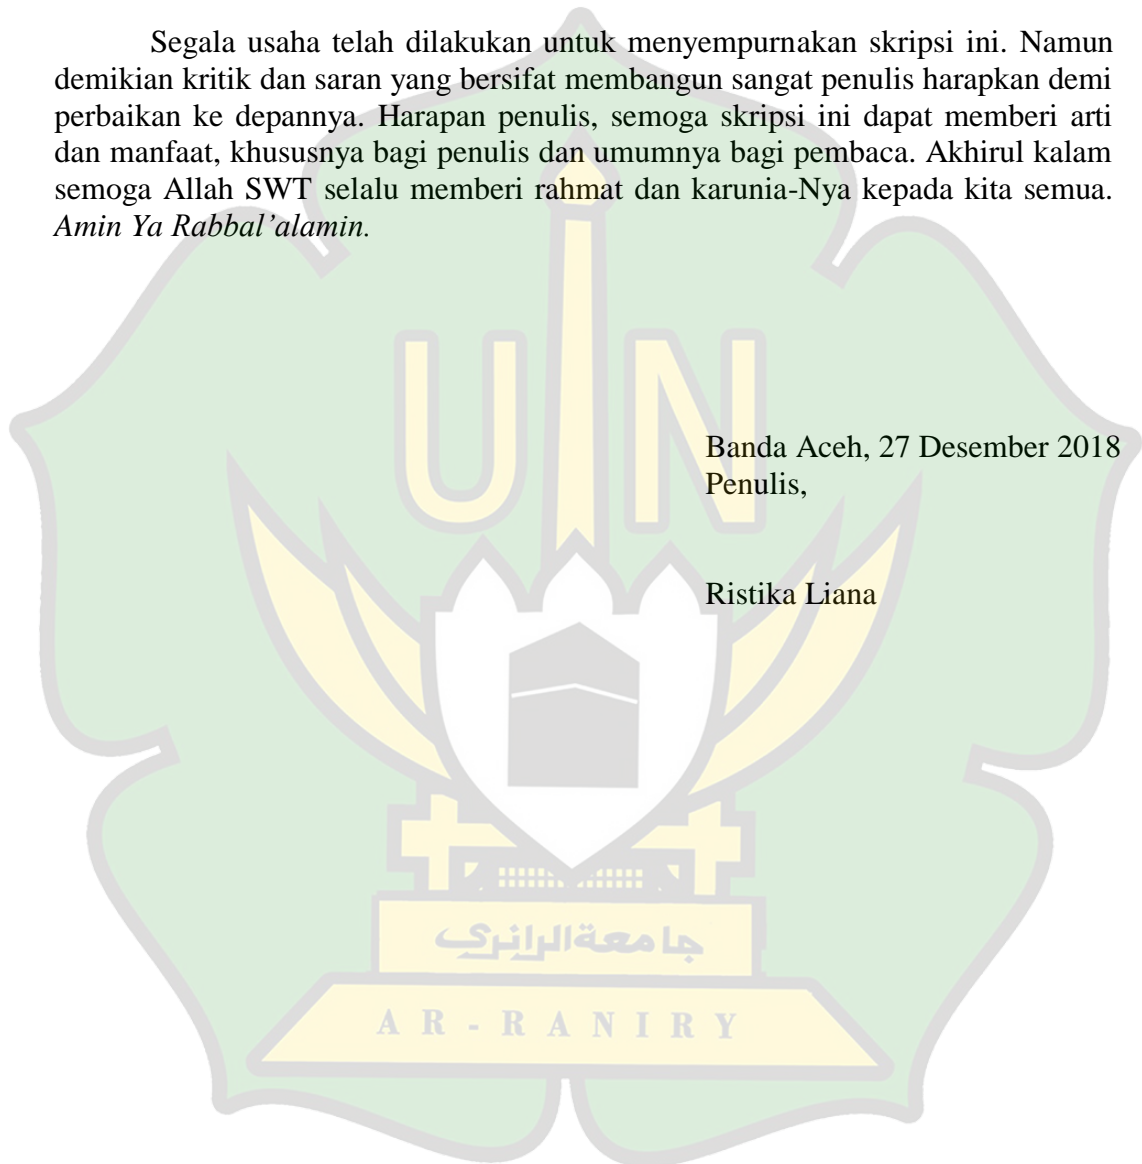 Segala usaha telah dilakukan untuk menyempurnakan skripsi ini. Namun
demikian kritik dan saran yang bersifat membangun sangat penulis harapkan demi
perbaikan ke depannya. Harapan penulis, semoga skripsi ini dapat memberi arti
dan manfaat, khususnya bagi penulis dan umumnya bagi pembaca. Akhirul kalam
semoga Allah SWT selalu memberi rahmat dan karunia-Nya kepada kita semua.
Amin Ya Rabbal’alamin.
UIN
Banda Aceh, 27 Desember 2018
Penulis,
Ristika Liana
جامعة الرانري
AR-RANIRY